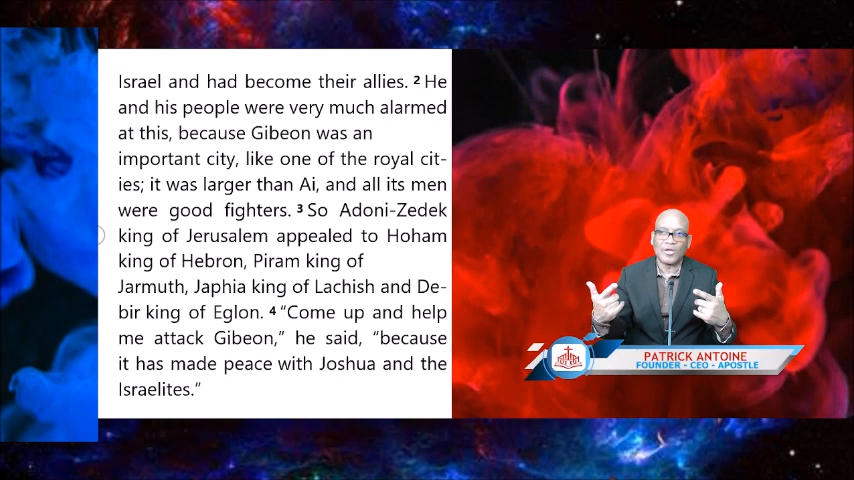 Israel and had become their allies. 2 He
and his people were very much alarmed
at this, because Gibeon was an
important city, like one of the royal cit-
ies; it was larger than Ai, and all its men
were good fighters. 3 So Adoni-Zedek
king of Jerusalem appealed to Hoham
king of Hebron, Piram king of
Jarmuth, Japhia king of Lachish and De-
bir king of Eglon. 4 “Come up and help
me attack Gibeon,” he said, “because
it has made peace with Joshua and the
Israelites.”
PATRICK ANTOINE
FOUNDER - CEO - APOSTLE